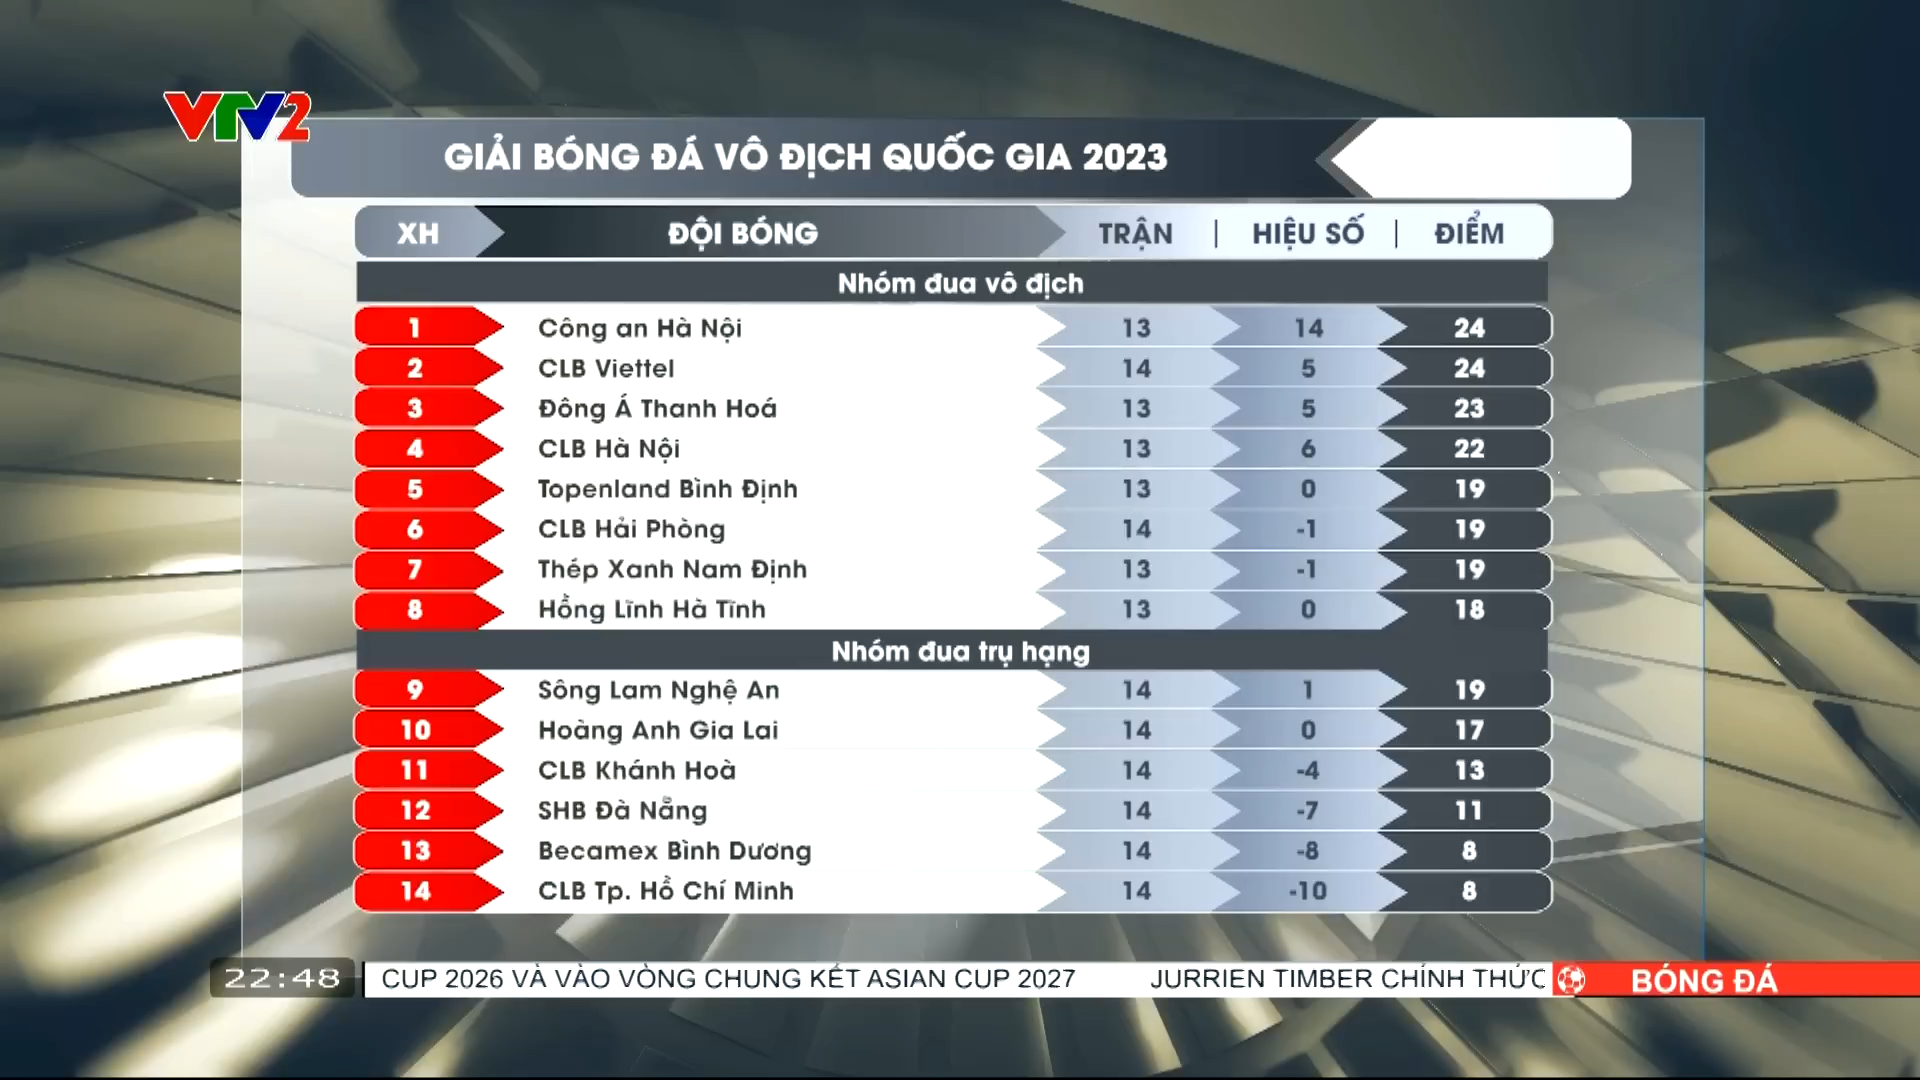 VTV2
GIẢI BÓNG ĐÁ VÔ ĐỊCH QUỐC GIA 2023
XH ĐỘI BÓNG TRẬN | HIỆU SỐ | ĐIỂM
Nhóm đua vô địch
1 Công an Hà Nội 13 14 24
2 CLB Viettel 14 5 24
3 Đông Á Thanh Hoá 13 5 23
4 CLB Hà Nội 13 6 22
5 Topenland Bình Định 13 0 19
6 CLB Hải Phòng 14 -1 19
7 Thép Xanh Nam Định 13 -1 19
8 Hồng Lĩnh Hà Tĩnh 13 0 18
Nhóm đua trụ hạng
9 Sông Lam Nghệ An 14 1 19
10 Hoàng Anh Gia Lai 14 0 17
11 CLB Khánh Hoà 14 -4 13
12 SHB Đà Nẵng 14 -7 11
13 Becamex Bình Dương 14 -8 8
14 CLB Tp. Hồ Chí Minh 14 -10 8
22:48 CUP 2026 VÀ VÀO VÒNG CHUNG KẾT ASIAN CUP 2027 JURRIEN TIMBER CHÍNH THỨC BÓNG ĐÁ